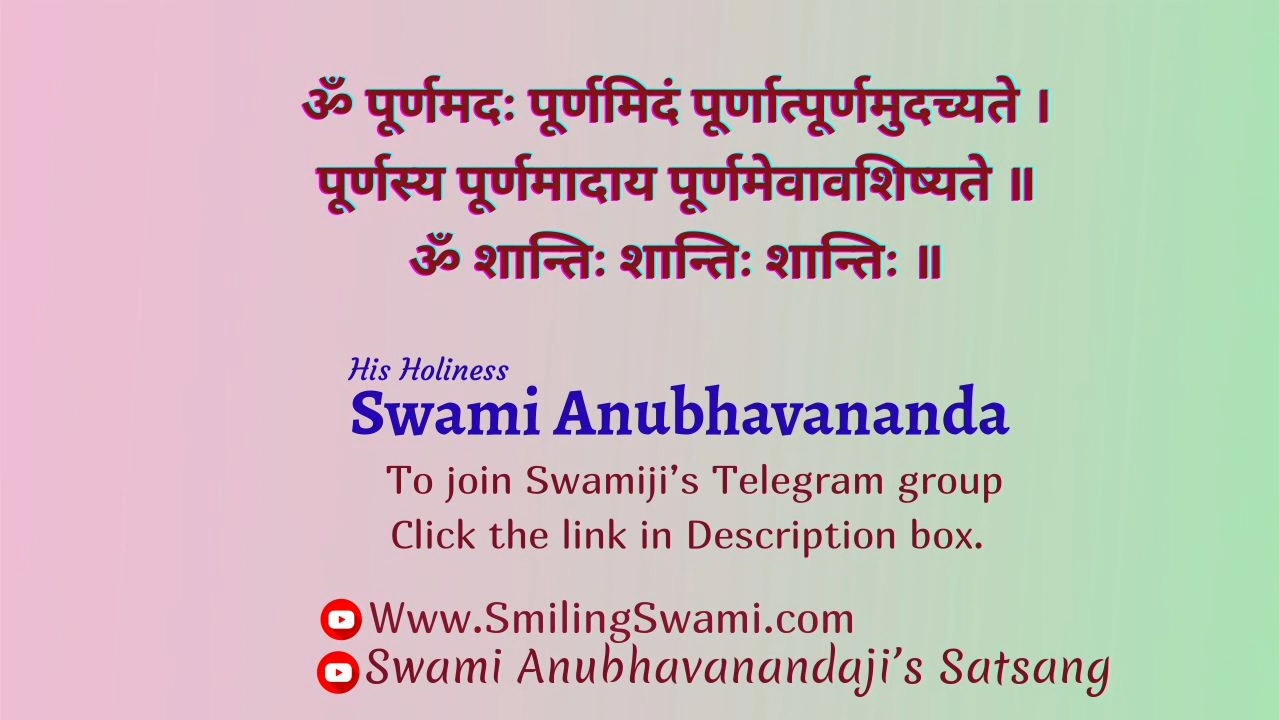 ॐ पूर्णमदः पूर्णमिदं पूर्णात्पूर्णमुदच्यते ।
पूर्णस्य पूर्णमादाय पूर्णमेवावशिष्यते ॥
ॐ शान्तिः शान्तिः शान्तिः ॥
His Holiness
Swami Anubhavananda
To join Swamiji’s Telegram group
Click the link in Description box.
Www.SmilingSwami.com
Swami Anubhavanandaji’s Satsang